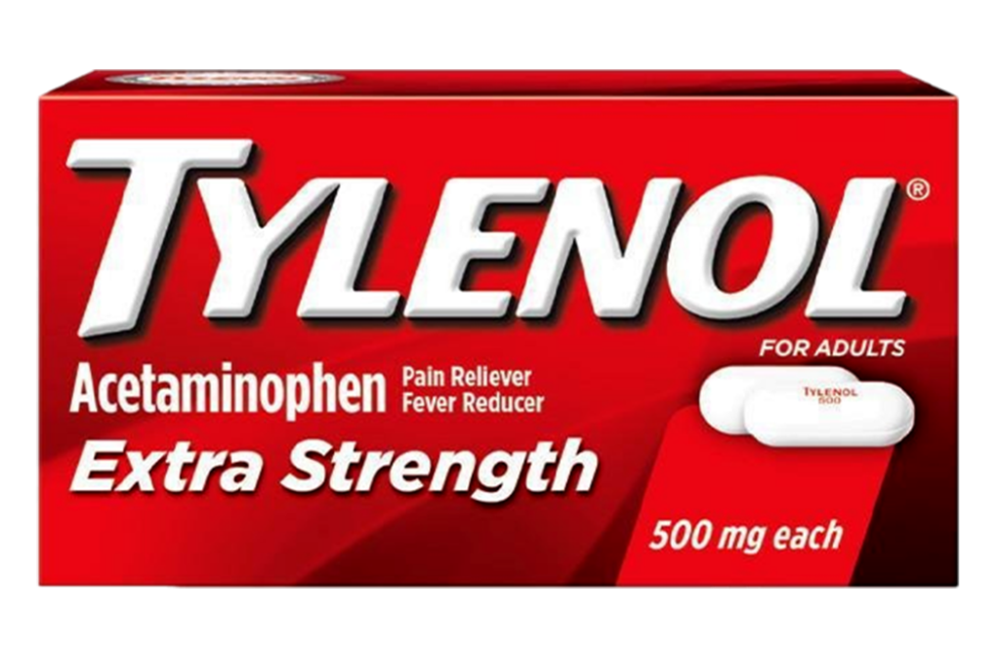 TYLENOL®
FOR ADULTS
Acetaminophen
Pain Reliever
Fever Reducer
Extra Strength
TYLENOL
500
500 mg each